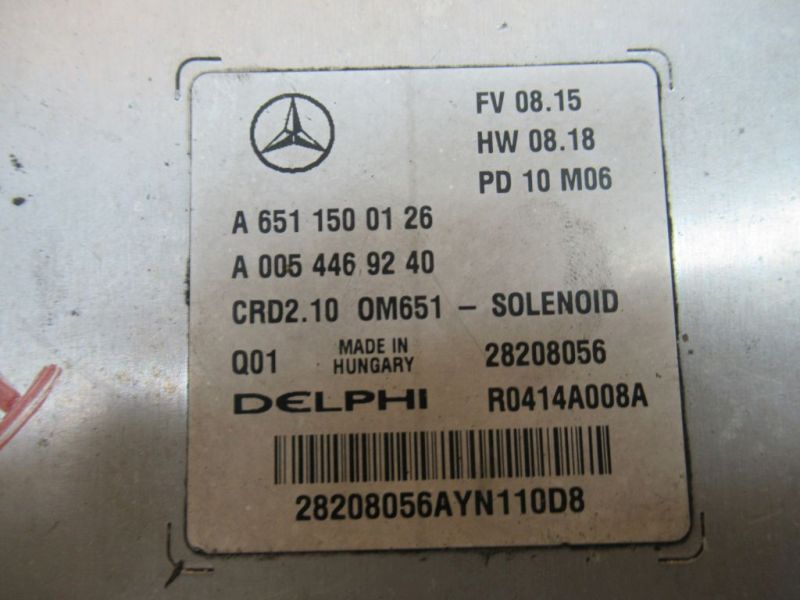 FV 08.15
HW 08.18
PD 10 M06
A 651 150 01 26
A 005 446 92 40
CRD2.10 OM651 – SOLENOID
Q01 MADE IN HUNGARY 28208056
DELPHI R0414A008A
28208056AYN110D8